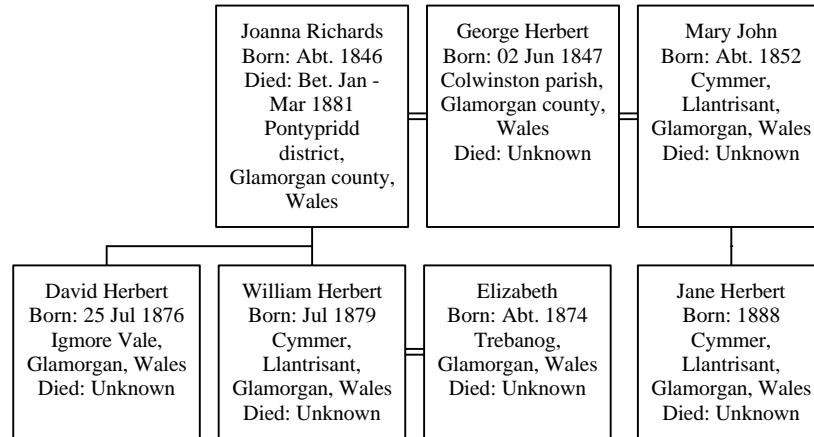 Joanna Richards
Born: Abt. 1846
Died: Bet. Jan -
Mar 1881
Pontypridd
district,
Glamorgan county,
Wales
George Herbert
Born: 02 Jun 1847
Colwinston parish,
Glamorgan county,
Wales
Died: Unknown
Mary John
Born: Abt. 1852
Cymmer,
Llantrisant,
Glamorgan, Wales
Died: Unknown
David Herbert
Born: 25 Jul 1876
Igmore Vale,
Glamorgan, Wales
Died: Unknown
William Herbert
Born: Jul 1879
Cymmer,
Llantrisant,
Glamorgan, Wales
Died: Unknown
Elizabeth
Born: Abt. 1874
Trebanog,
Glamorgan, Wales
Died: Unknown
Jane Herbert
Born: 1888
Cymmer,
Llantrisant,
Glamorgan, Wales
Died: Unknown